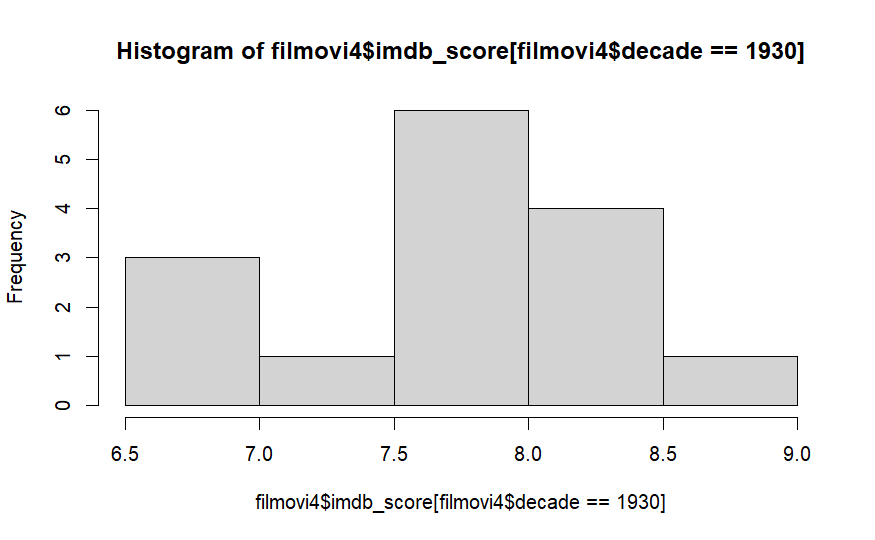 Histogram of filmovi4$imdb_score[filmovi4$decade == 1930]
Frequency
6
5
4
3
2
1
0
6.5 7.0 7.5 8.0 8.5 9.0
filmovi4$imdb_score[filmovi4$decade == 1930]